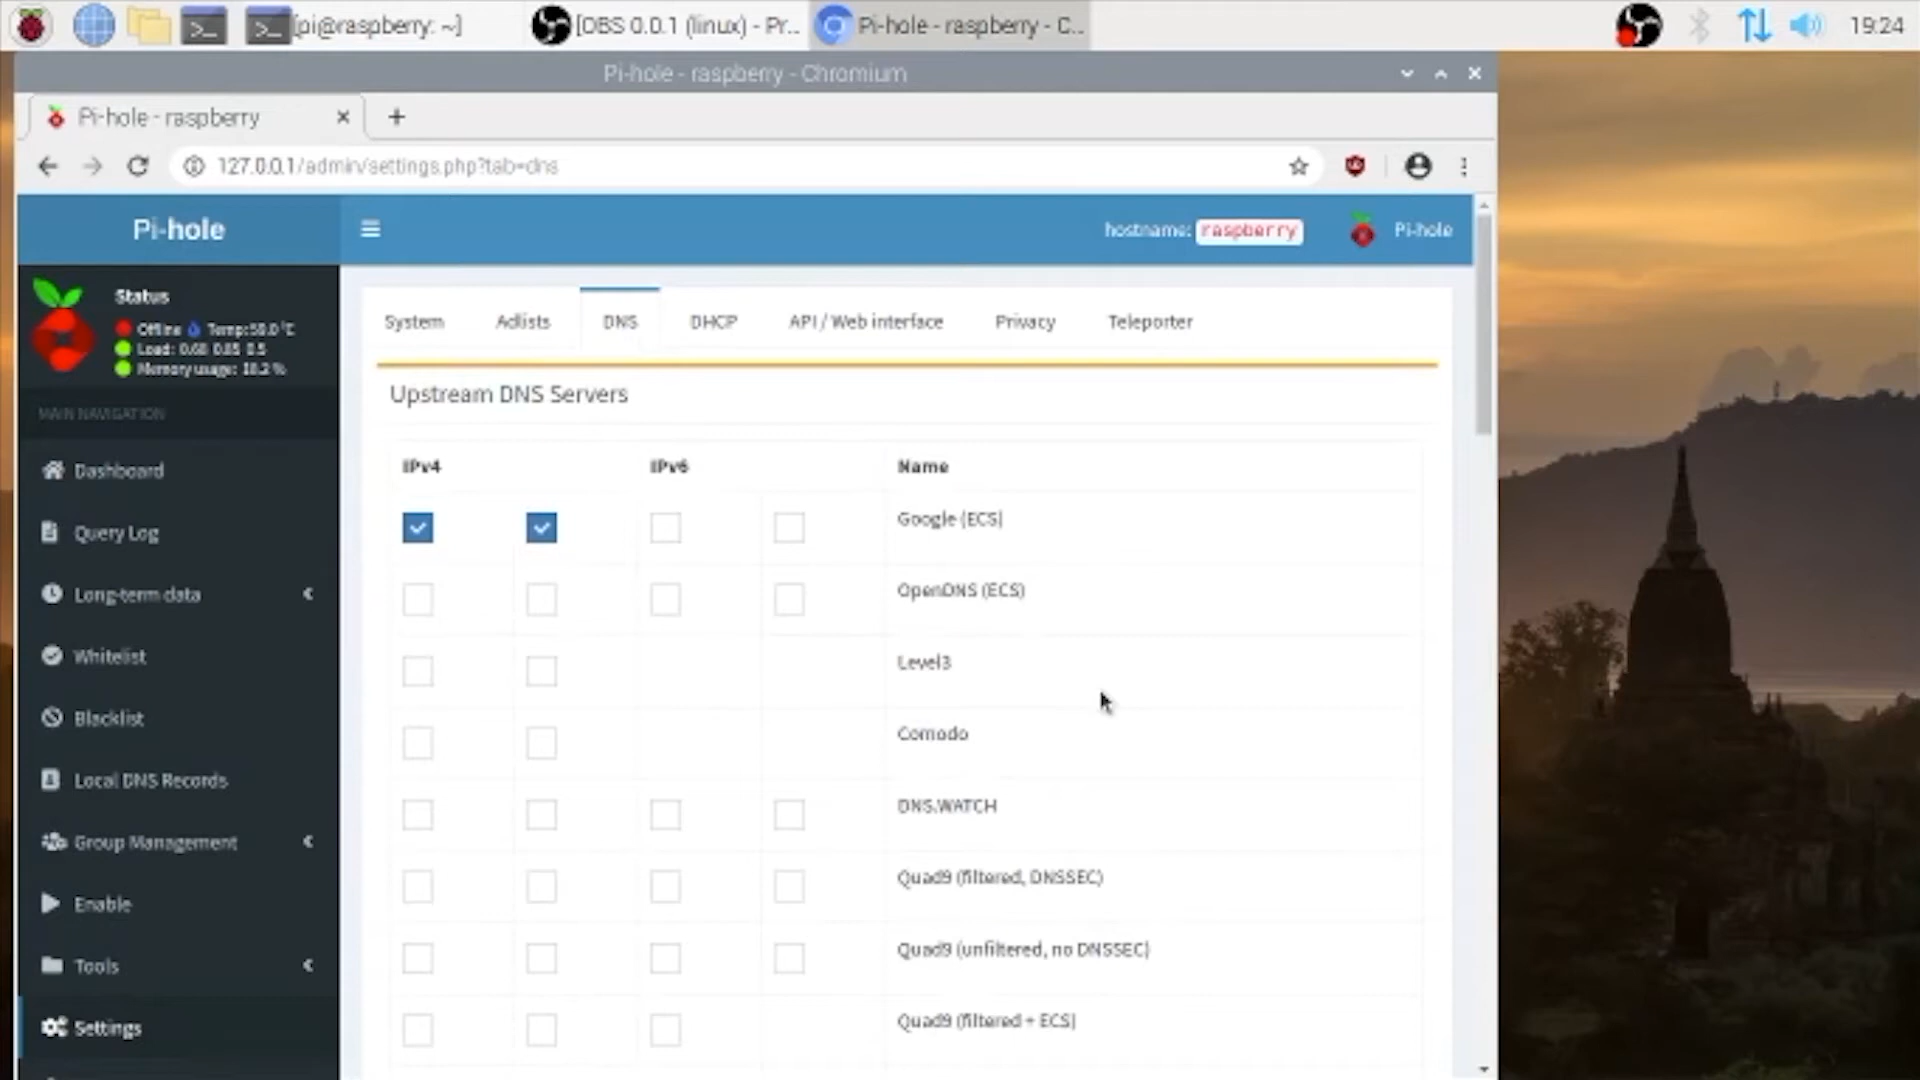 [pi@raspberry: ~]
[OBS 0.0.1 (linux) - Pr...
Pi-hole - raspberry - C...
19:24
Pi-hole - raspberry - Chromium
Pi-hole - raspberry
127.0.0.1/admin/settings.php?tab=dns
Pi-hole
hostname: raspberry
Pi-hole
Status
Offline Temp: 59.0 °C
Load: 0.68 0.85 0.5
Memory usage: 18.2 %
MAIN NAVIGATION
Dashboard
Query Log
Long-term data
Whitelist
Blacklist
Local DNS Records
Group Management
Enable
Tools
Settings
System Adlists DNS DHCP API / Web interface Privacy Teleporter
Upstream DNS Servers
IPv4 IPv6 Name
Google (ECS)
OpenDNS (ECS)
Level3
Comodo
DNS.WATCH
Quad9 (filtered, DNSSEC)
Quad9 (unfiltered, no DNSSEC)
Quad9 (filtered + ECS)